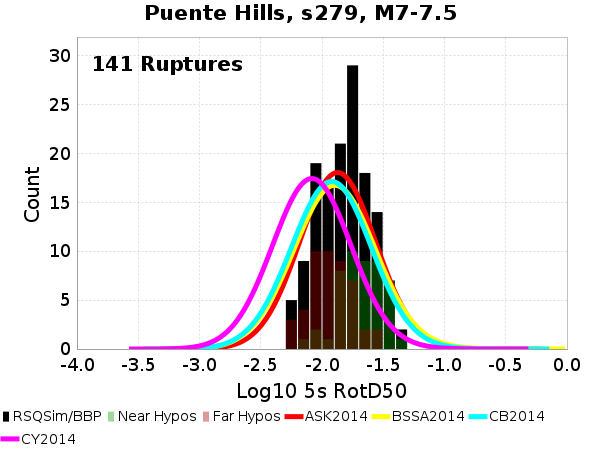 Puente Hills, s279, M7-7.5
141 Ruptures
30
25
20
15
10
5
0
Count
-4.0 -3.5 -3.0 -2.5 -2.0 -1.5 -1.0 -0.5 0.0
Log10 5s RotD50
RSQSim/BBP Near Hypos Far Hypos ASK2014 BSSA2014 CB2014
CY2014